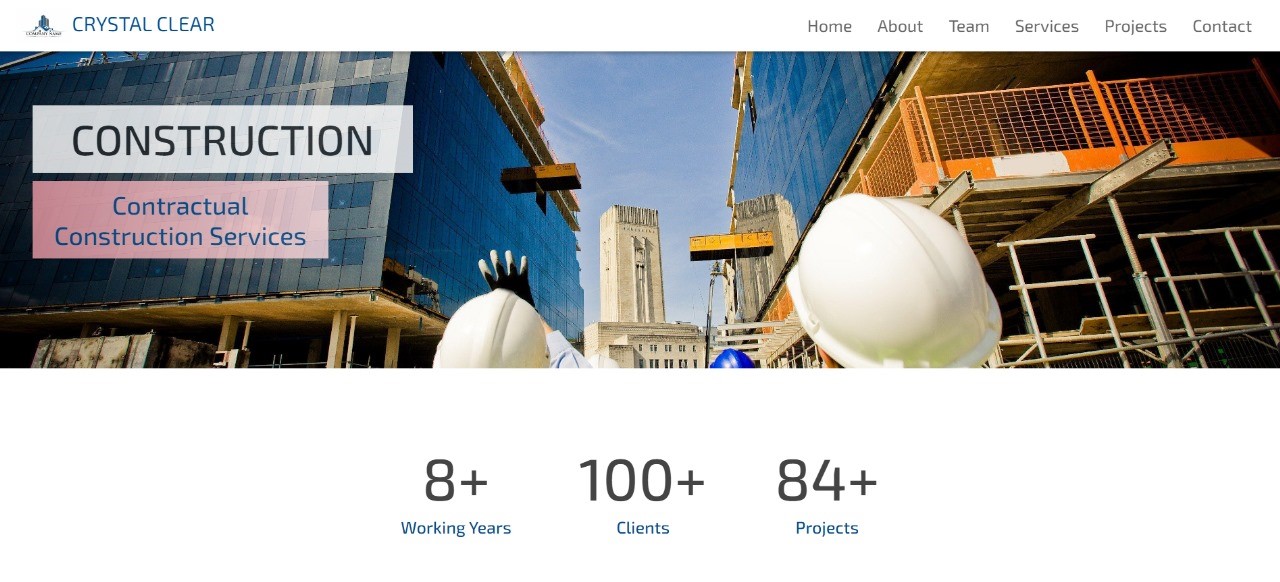 COMPANY NAME
CRYSTAL CLEAR
Home About Team Services Projects Contact
CONSTRUCTION
Contractual
Construction Services
8+ 100+ 84+
Working Years Clients Projects